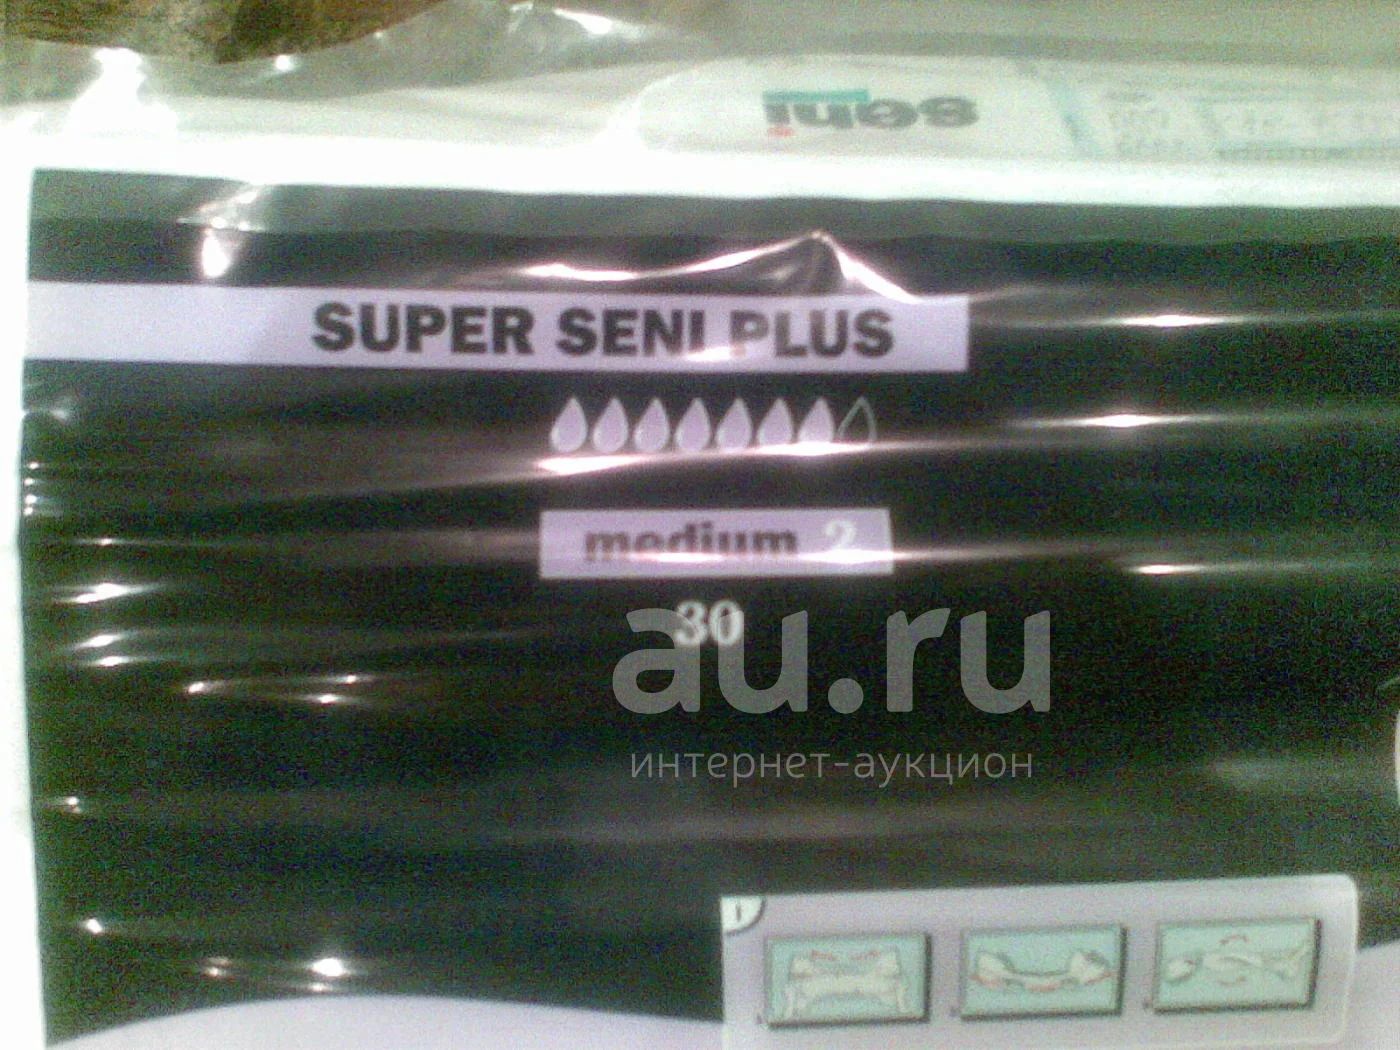 seni
SUPER SENI PLUS
medium 2
30
au.ru
интернет-аукцион